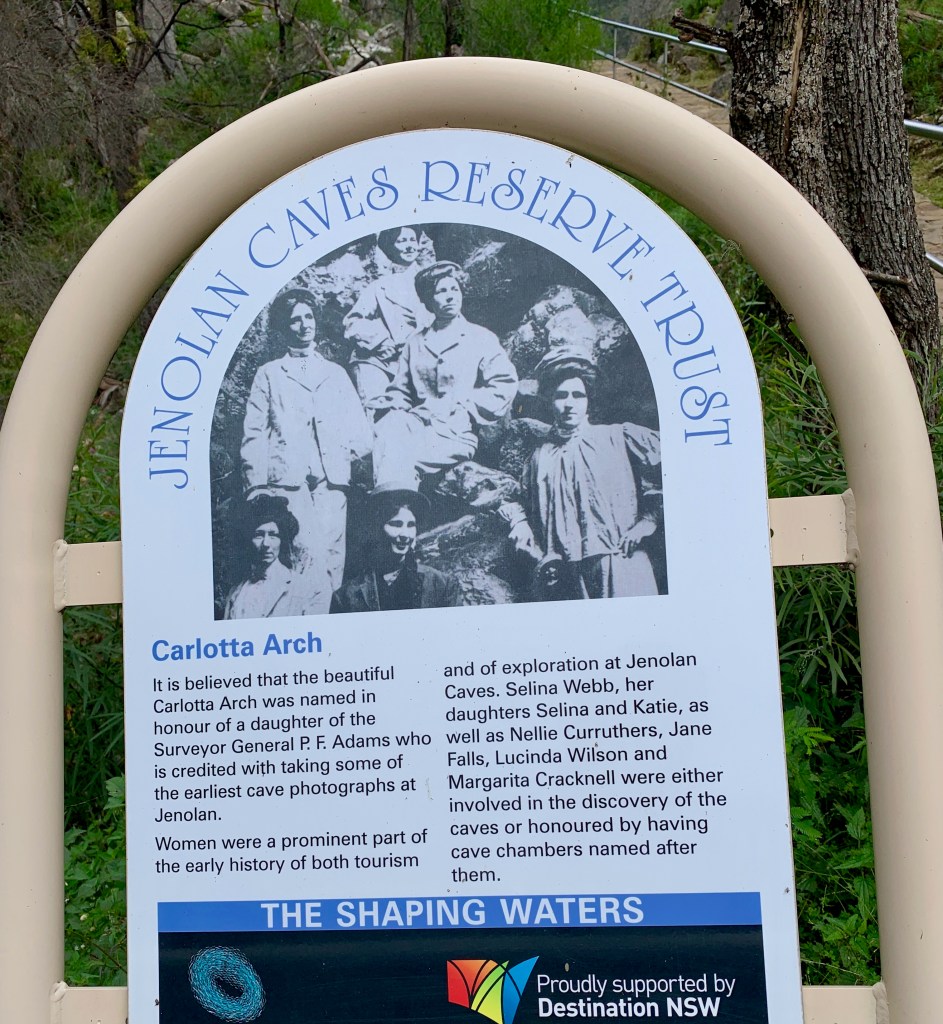 JENOLAN CAVES RESERVE TRUST
Carlotta Arch
It is believed that the beautiful
Carlotta Arch was named in
honour of a daughter of the
Surveyor General P. F. Adams who
is credited with taking some of
the earliest cave photographs at
Jenolan.
Women were a prominent part of
the early history of both tourism
and of exploration at Jenolan
Caves. Selina Webb, her
daughters Selina and Katie, as
well as Nellie Curruthers, Jane
Falls, Lucinda Wilson and
Margarita Cracknell were either
involved in the discovery of the
caves or honoured by having
cave chambers named after
them.
THE SHAPING WATERS
Proudly supported by
Destination NSW